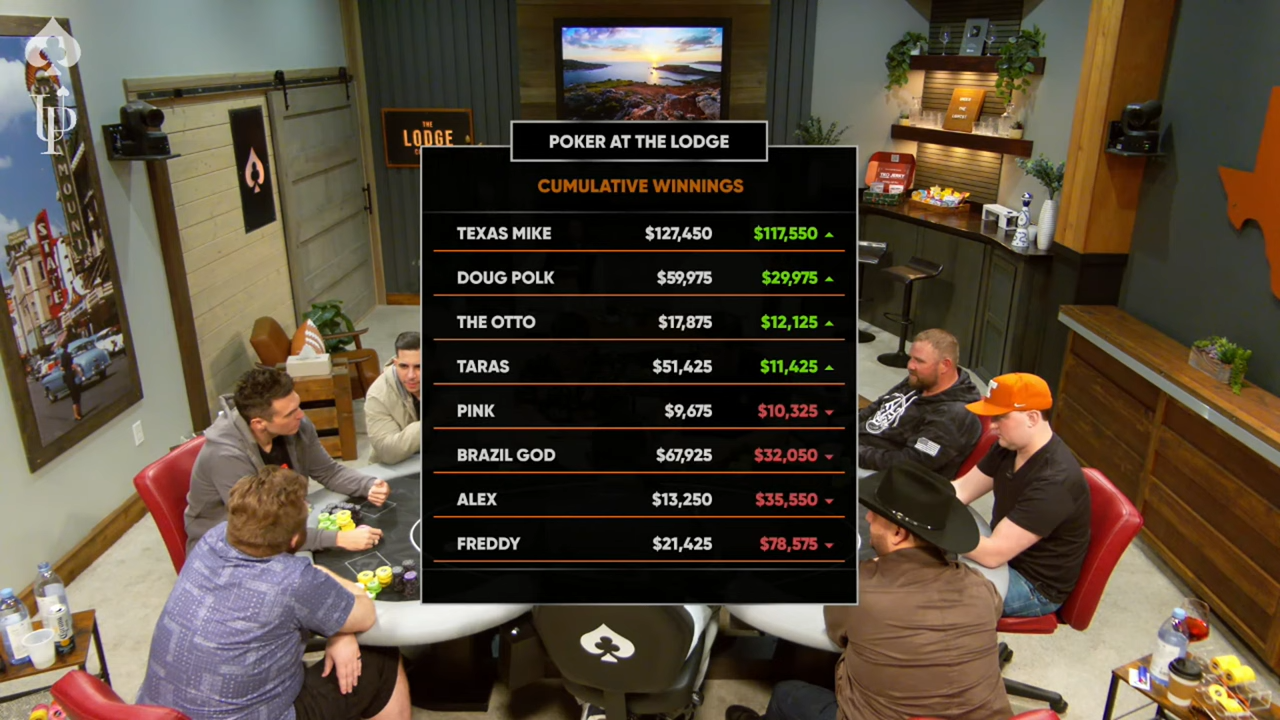 UP
THE
LODGE
POKER AT THE LODGE
CUMULATIVE WINNINGS
TEXAS MIKE $127,450 $117,550
DOUG POLK $59,975 $29,975
THE OTTO $17,875 $12,125
TARAS $51,425 $11,425
PINK $9,675 $10,325
BRAZIL GOD $67,925 $32,050
ALEX $13,250 $35,550
FREDDY $21,425 $78,575
STATE